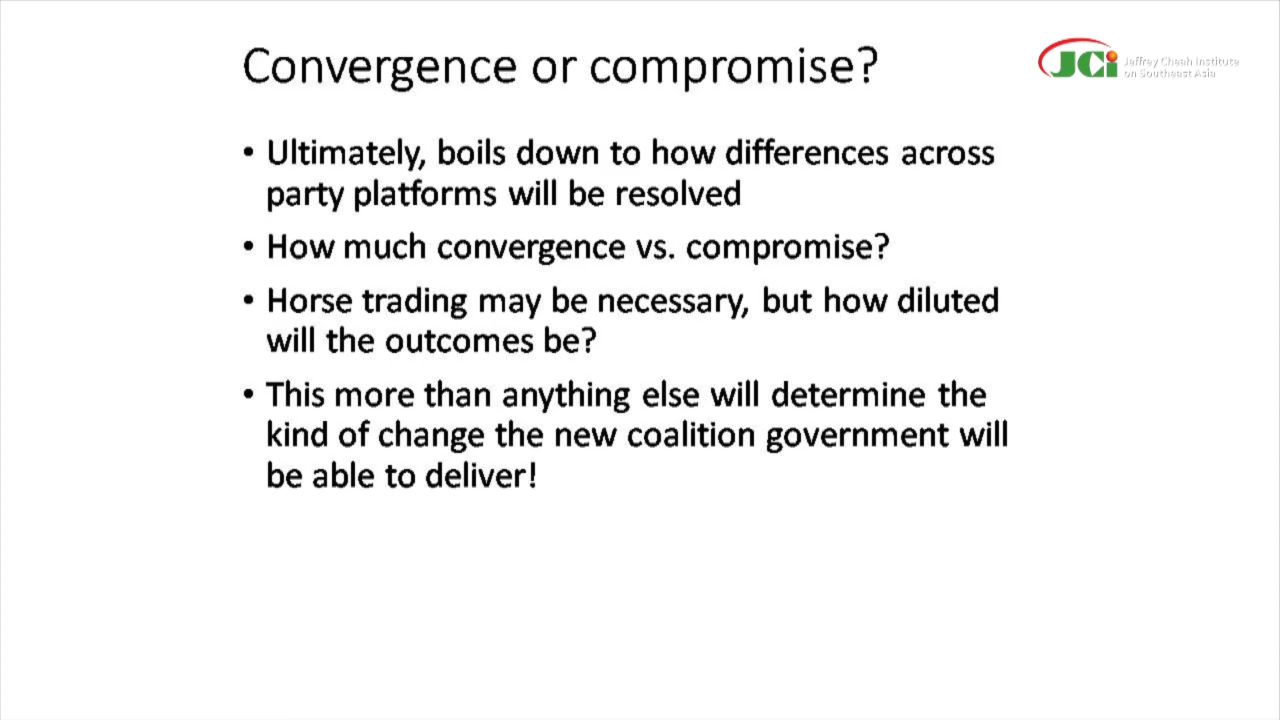 Convergence or compromise?
JCi Jeffrey Cheah Institute
on Southeast Asia
• Ultimately, boils down to how differences across
party platforms will be resolved
• How much convergence vs. compromise?
• Horse trading may be necessary, but how diluted
will the outcomes be?
• This more than anything else will determine the
kind of change the new coalition government will
be able to deliver!